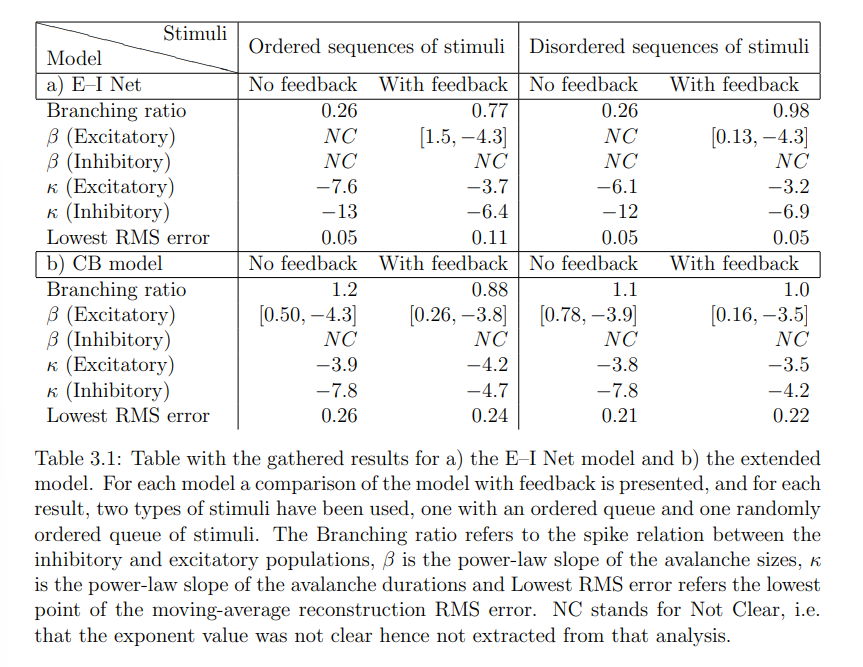 Stimuli
Model
Ordered sequences of stimuli Disordered sequences of stimuli
a) E–I Net No feedback With feedback No feedback With feedback
Branching ratio 0.26 0.77 0.26 0.98
β (Excitatory) NC [1.5, −4.3] NC [0.13, −4.3]
β (Inhibitory) NC NC NC NC
κ (Excitatory) −7.6 −3.7 −6.1 −3.2
κ (Inhibitory) −13 −6.4 −12 −6.9
Lowest RMS error 0.05 0.11 0.05 0.05
b) CB model No feedback With feedback No feedback With feedback
Branching ratio 1.2 0.88 1.1 1.0
β (Excitatory) [0.50, −4.3] [0.26, −3.8] [0.78, −3.9] [0.16, −3.5]
β (Inhibitory) NC NC NC NC
κ (Excitatory) −3.9 −4.2 −3.8 −3.5
κ (Inhibitory) −7.8 −4.7 −7.8 −4.2
Lowest RMS error 0.26 0.24 0.21 0.22
Table 3.1: Table with the gathered results for a) the E–I Net model and b) the extended
model. For each model a comparison of the model with feedback is presented, and for each
result, two types of stimuli have been used, one with an ordered queue and one randomly
ordered queue of stimuli. The Branching ratio refers to the spike relation between the
inhibitory and excitatory populations, β is the power-law slope of the avalanche sizes, κ
is the power-law slope of the avalanche durations and Lowest RMS error refers the lowest
point of the moving-average reconstruction RMS error. NC stands for Not Clear, i.e.
that the exponent value was not clear hence not extracted from that analysis.